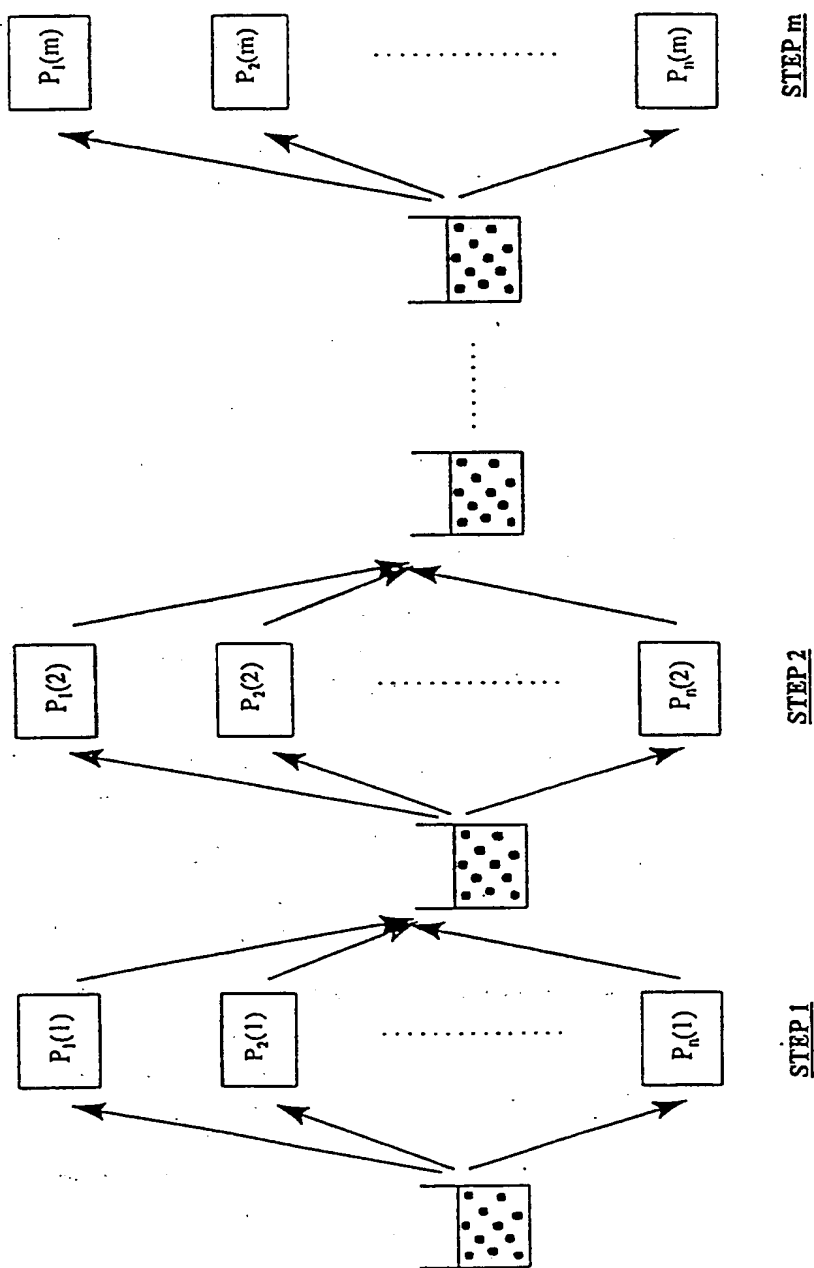 P₁(1)
P₂(1)
Pₙ(1)
STEP 1
P₁(2)
P₂(2)
Pₙ(2)
STEP 2
P₁(m)
P₂(m)
Pₙ(m)
STEP m